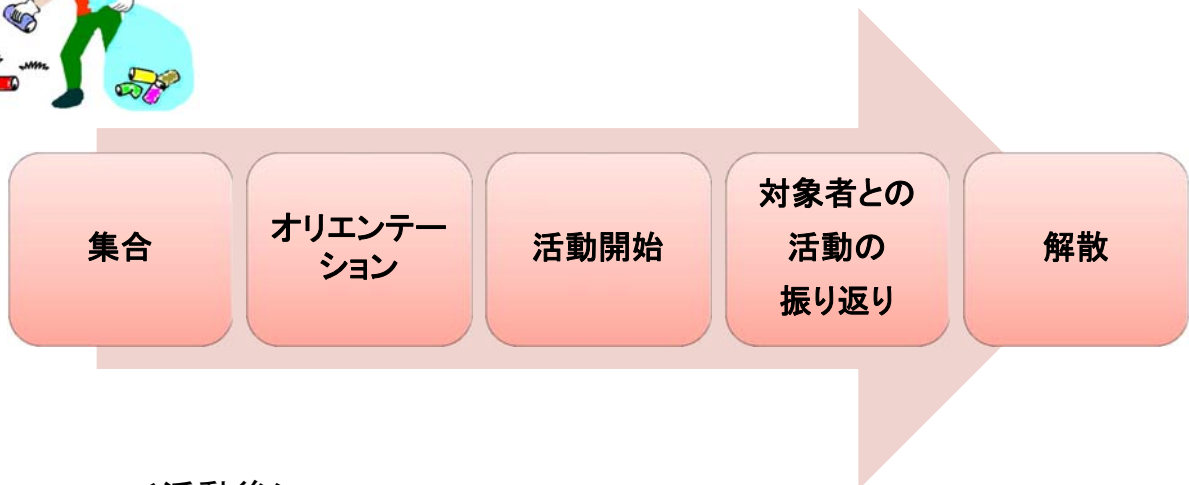 集合
オリエンテー
ション
活動開始
対象者との
活動の
振り返り
解散